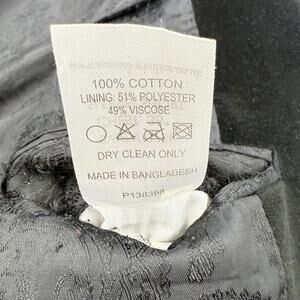 100% COTTON
LINING: 51% POLYESTER
49% VISCOSE
DRY CLEAN ONLY
MADE IN BANGLADESH
P138398